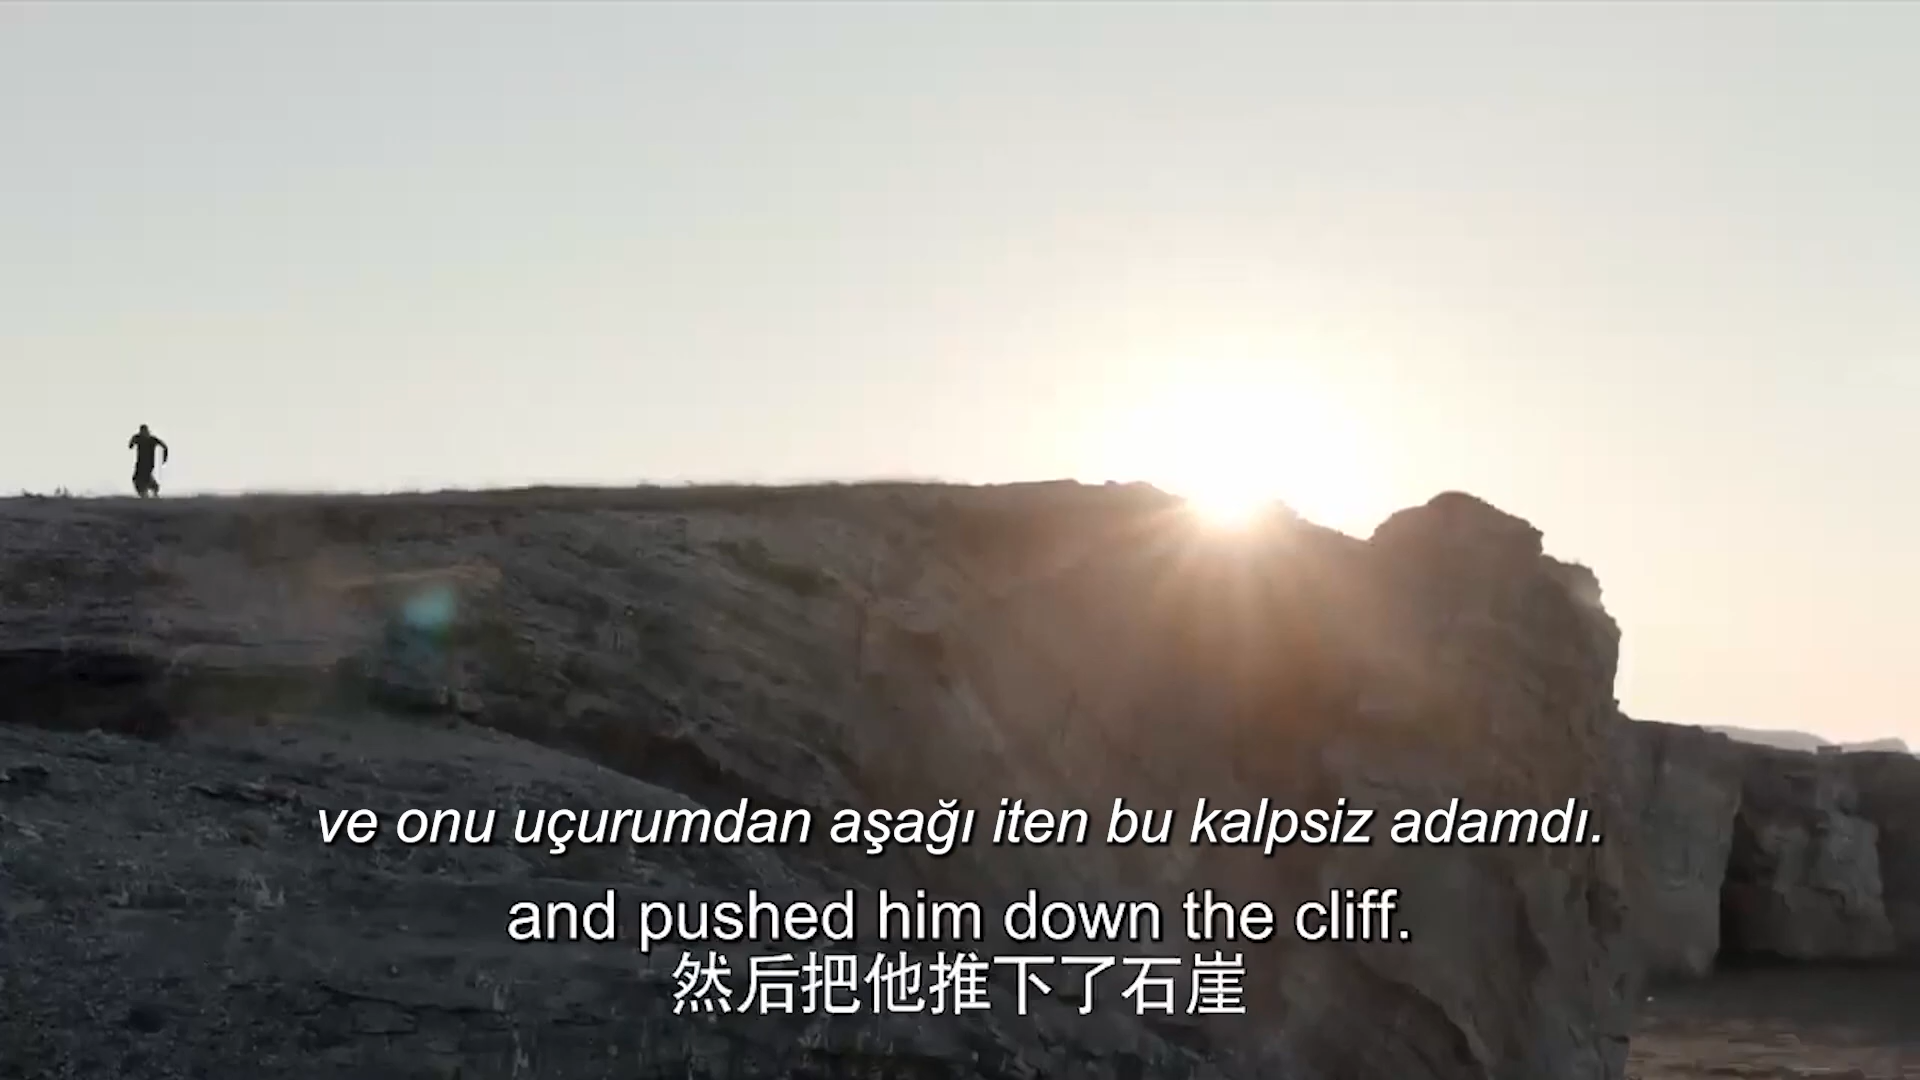 ve onu uçurumdan aşağı iten bu kalpsiz adamdı.
and pushed him down the cliff.
然后把他推下了石崖